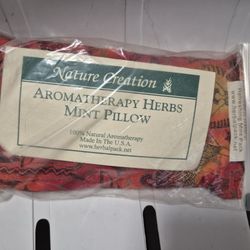 Nature Creation
AROMATHERAPY HERBS
MINT PILLOW
100% Natural Aromatherapy
Made In The U.S.A.
www.herbalpack.net